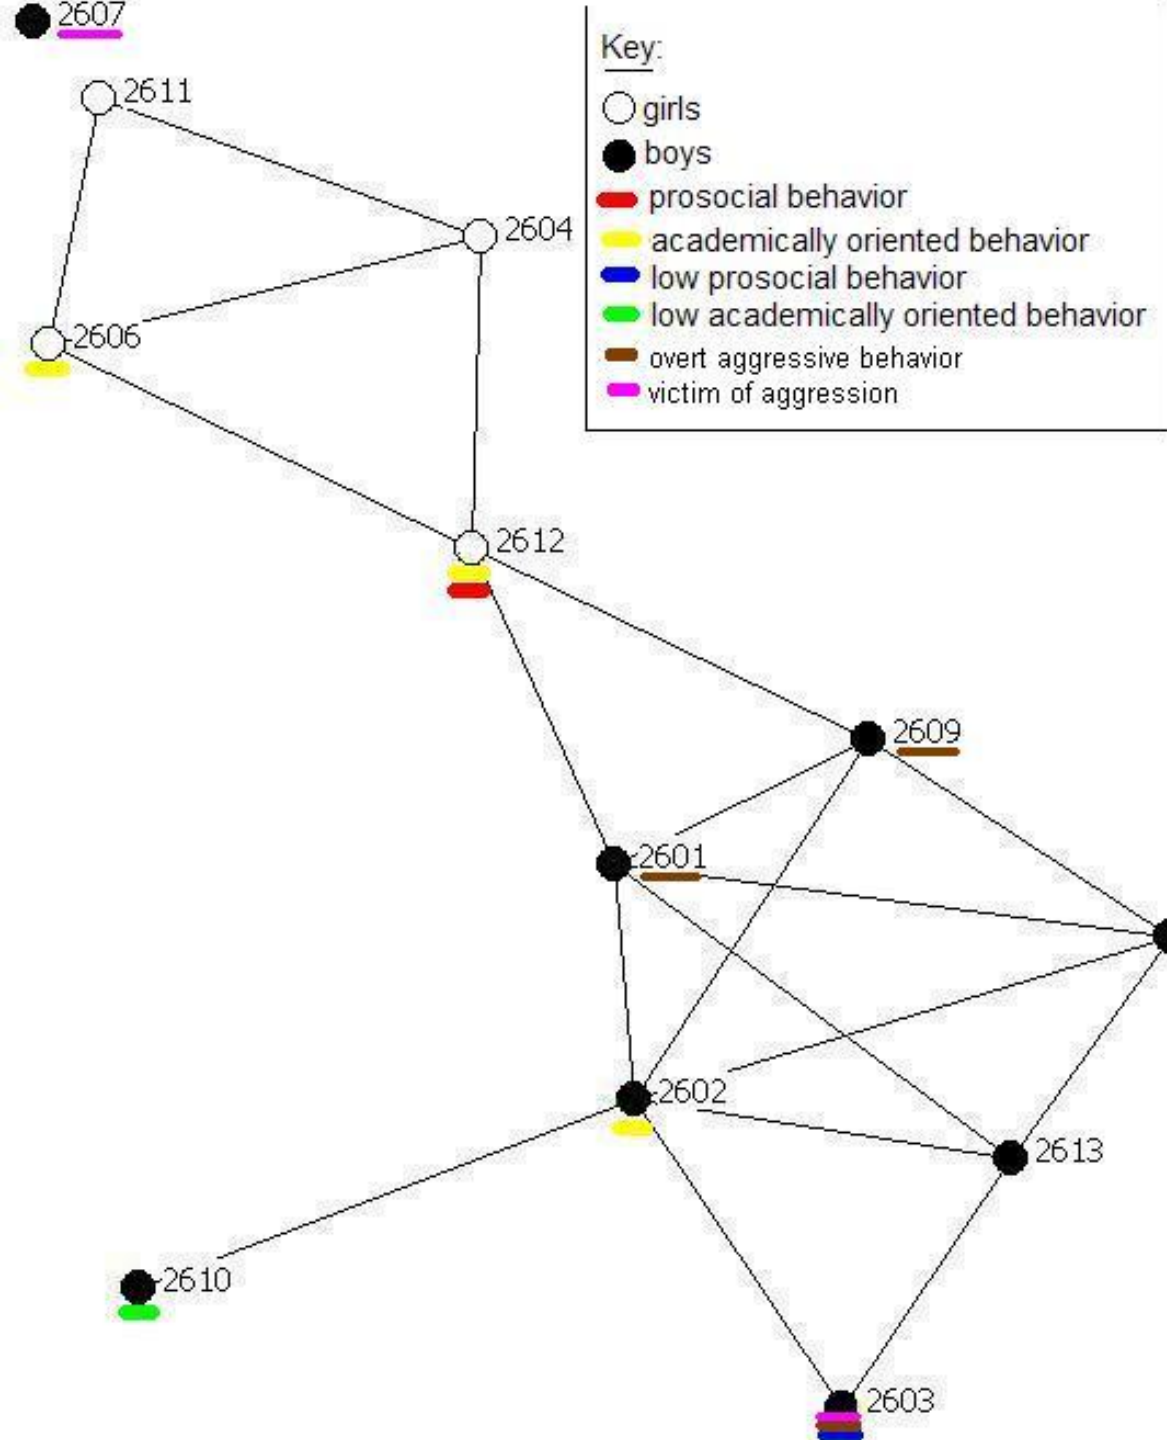 2607
Key:
2611
girls
boys
prosocial behavior
2604
academically oriented behavior
low prosocial behavior
low academically oriented behavior
2606
overt aggressive behavior
victim of aggression
2612
2609
2601
2602
2613
2610
2603